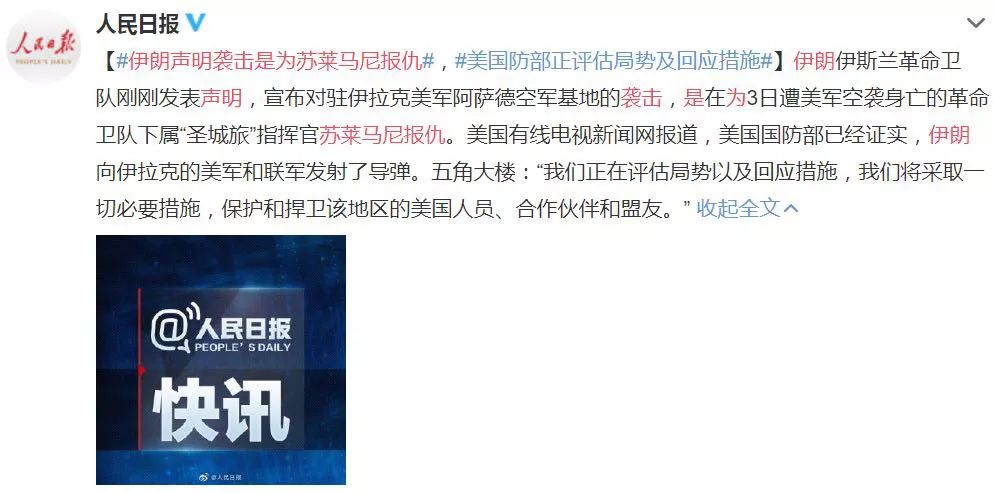 人民日报
PEOPLE'S DAILY
人民日报
【#伊朗声明袭击是为苏莱马尼报仇#，#美国防部正评估局势及回应措施#】伊朗伊斯兰革命卫
队刚刚发表声明，宣布对驻伊拉克美军阿萨德空军基地的袭击，是在为3日遭美军空袭身亡的革命
卫队下属“圣城旅”指挥官苏莱马尼报仇。美国有线电视新闻网报道，美国国防部已经证实，伊朗
向伊拉克的美军和联军发射了导弹。五角大楼：“我们正在评估局势以及回应措施，我们将采取一
切必要措施，保护和捍卫该地区的美国人员、合作伙伴和盟友。” 收起全文
@人民日报
PEOPLE'S DAILY
快讯
@人民日报